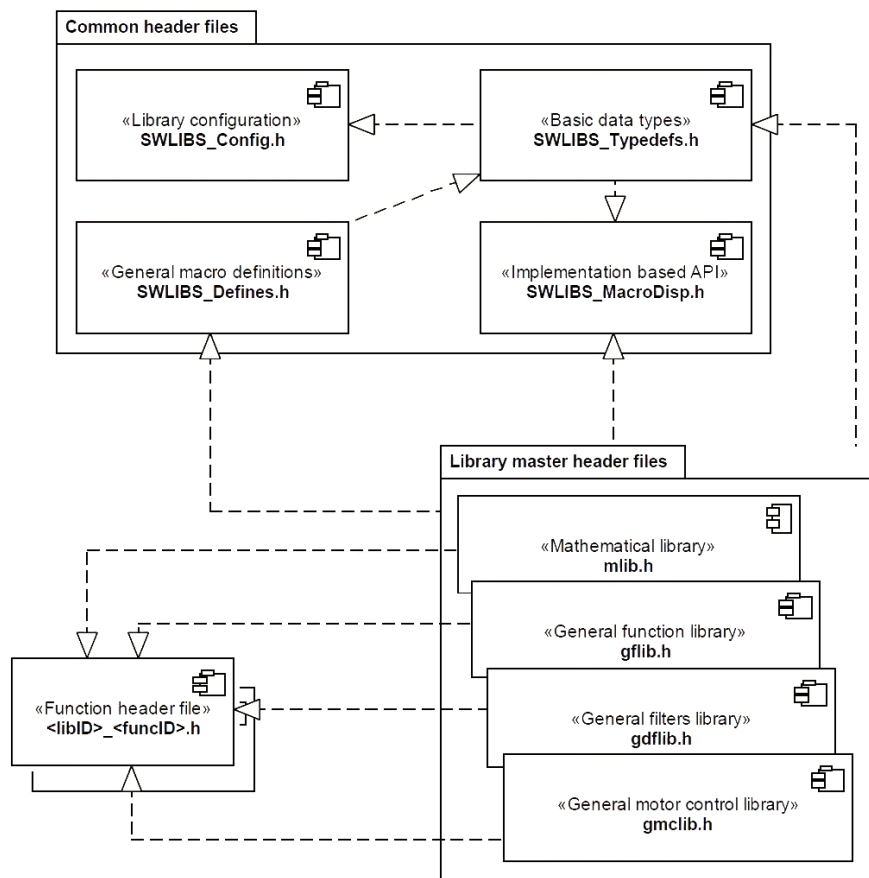 Common header files
«Library configuration»
SWLIBS_Config.h
«Basic data types»
SWLIBS_Typedefs.h
«General macro definitions»
SWLIBS_Defines.h
«Implementation based API»
SWLIBS_MacroDisp.h
Library master header files
«Mathematical library»
mlib.h
«General function library»
gflib.h
«Function header file»
<libID>_<funcID>.h
«General filters library»
gdflib.h
«General motor control library»
gmclib.h